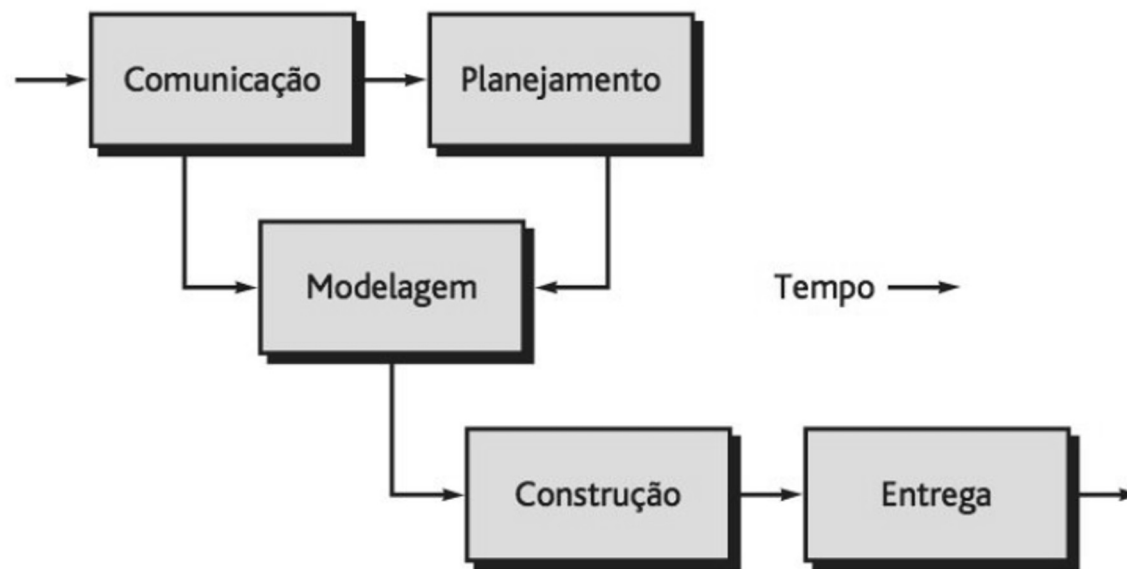 Comunicação
Planejamento
Modelagem
Tempo
Construção
Entrega